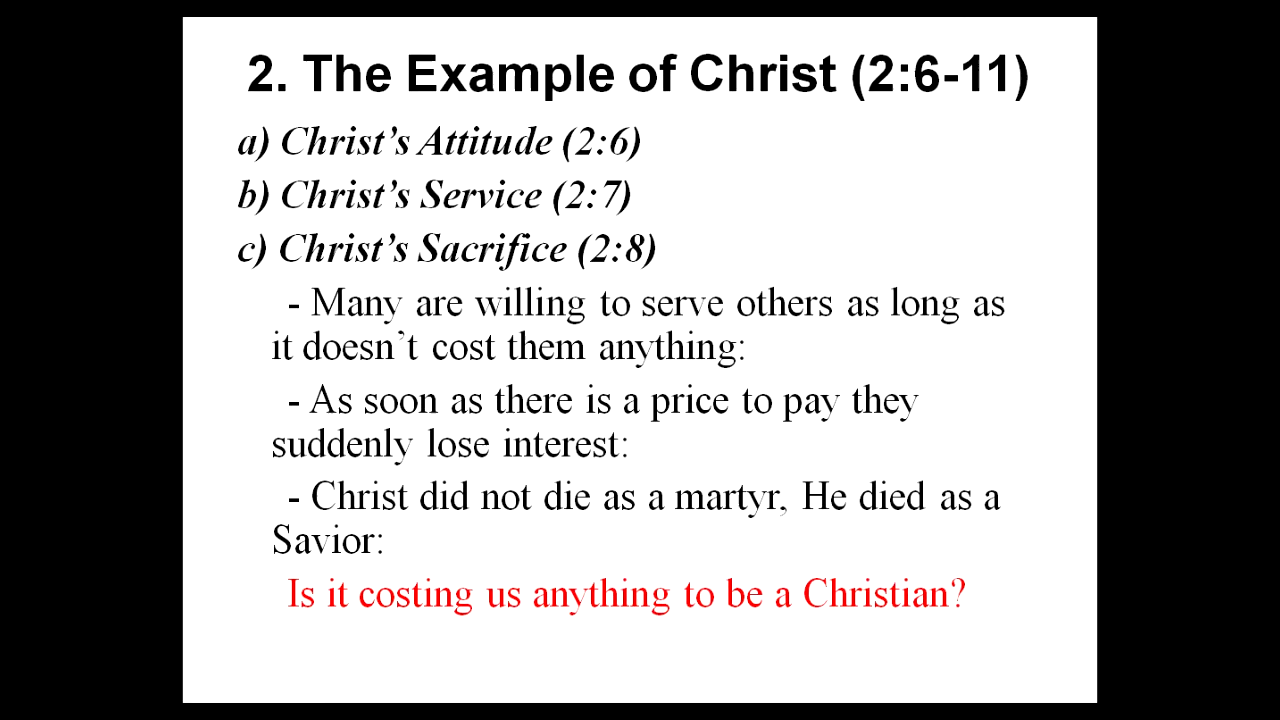 2. The Example of Christ (2:6-11)
a) Christ’s Attitude (2:6)
b) Christ’s Service (2:7)
c) Christ’s Sacrifice (2:8)
- Many are willing to serve others as long as
it doesn’t cost them anything:
- As soon as there is a price to pay they
suddenly lose interest:
- Christ did not die as a martyr, He died as a
Savior:
Is it costing us anything to be a Christian?